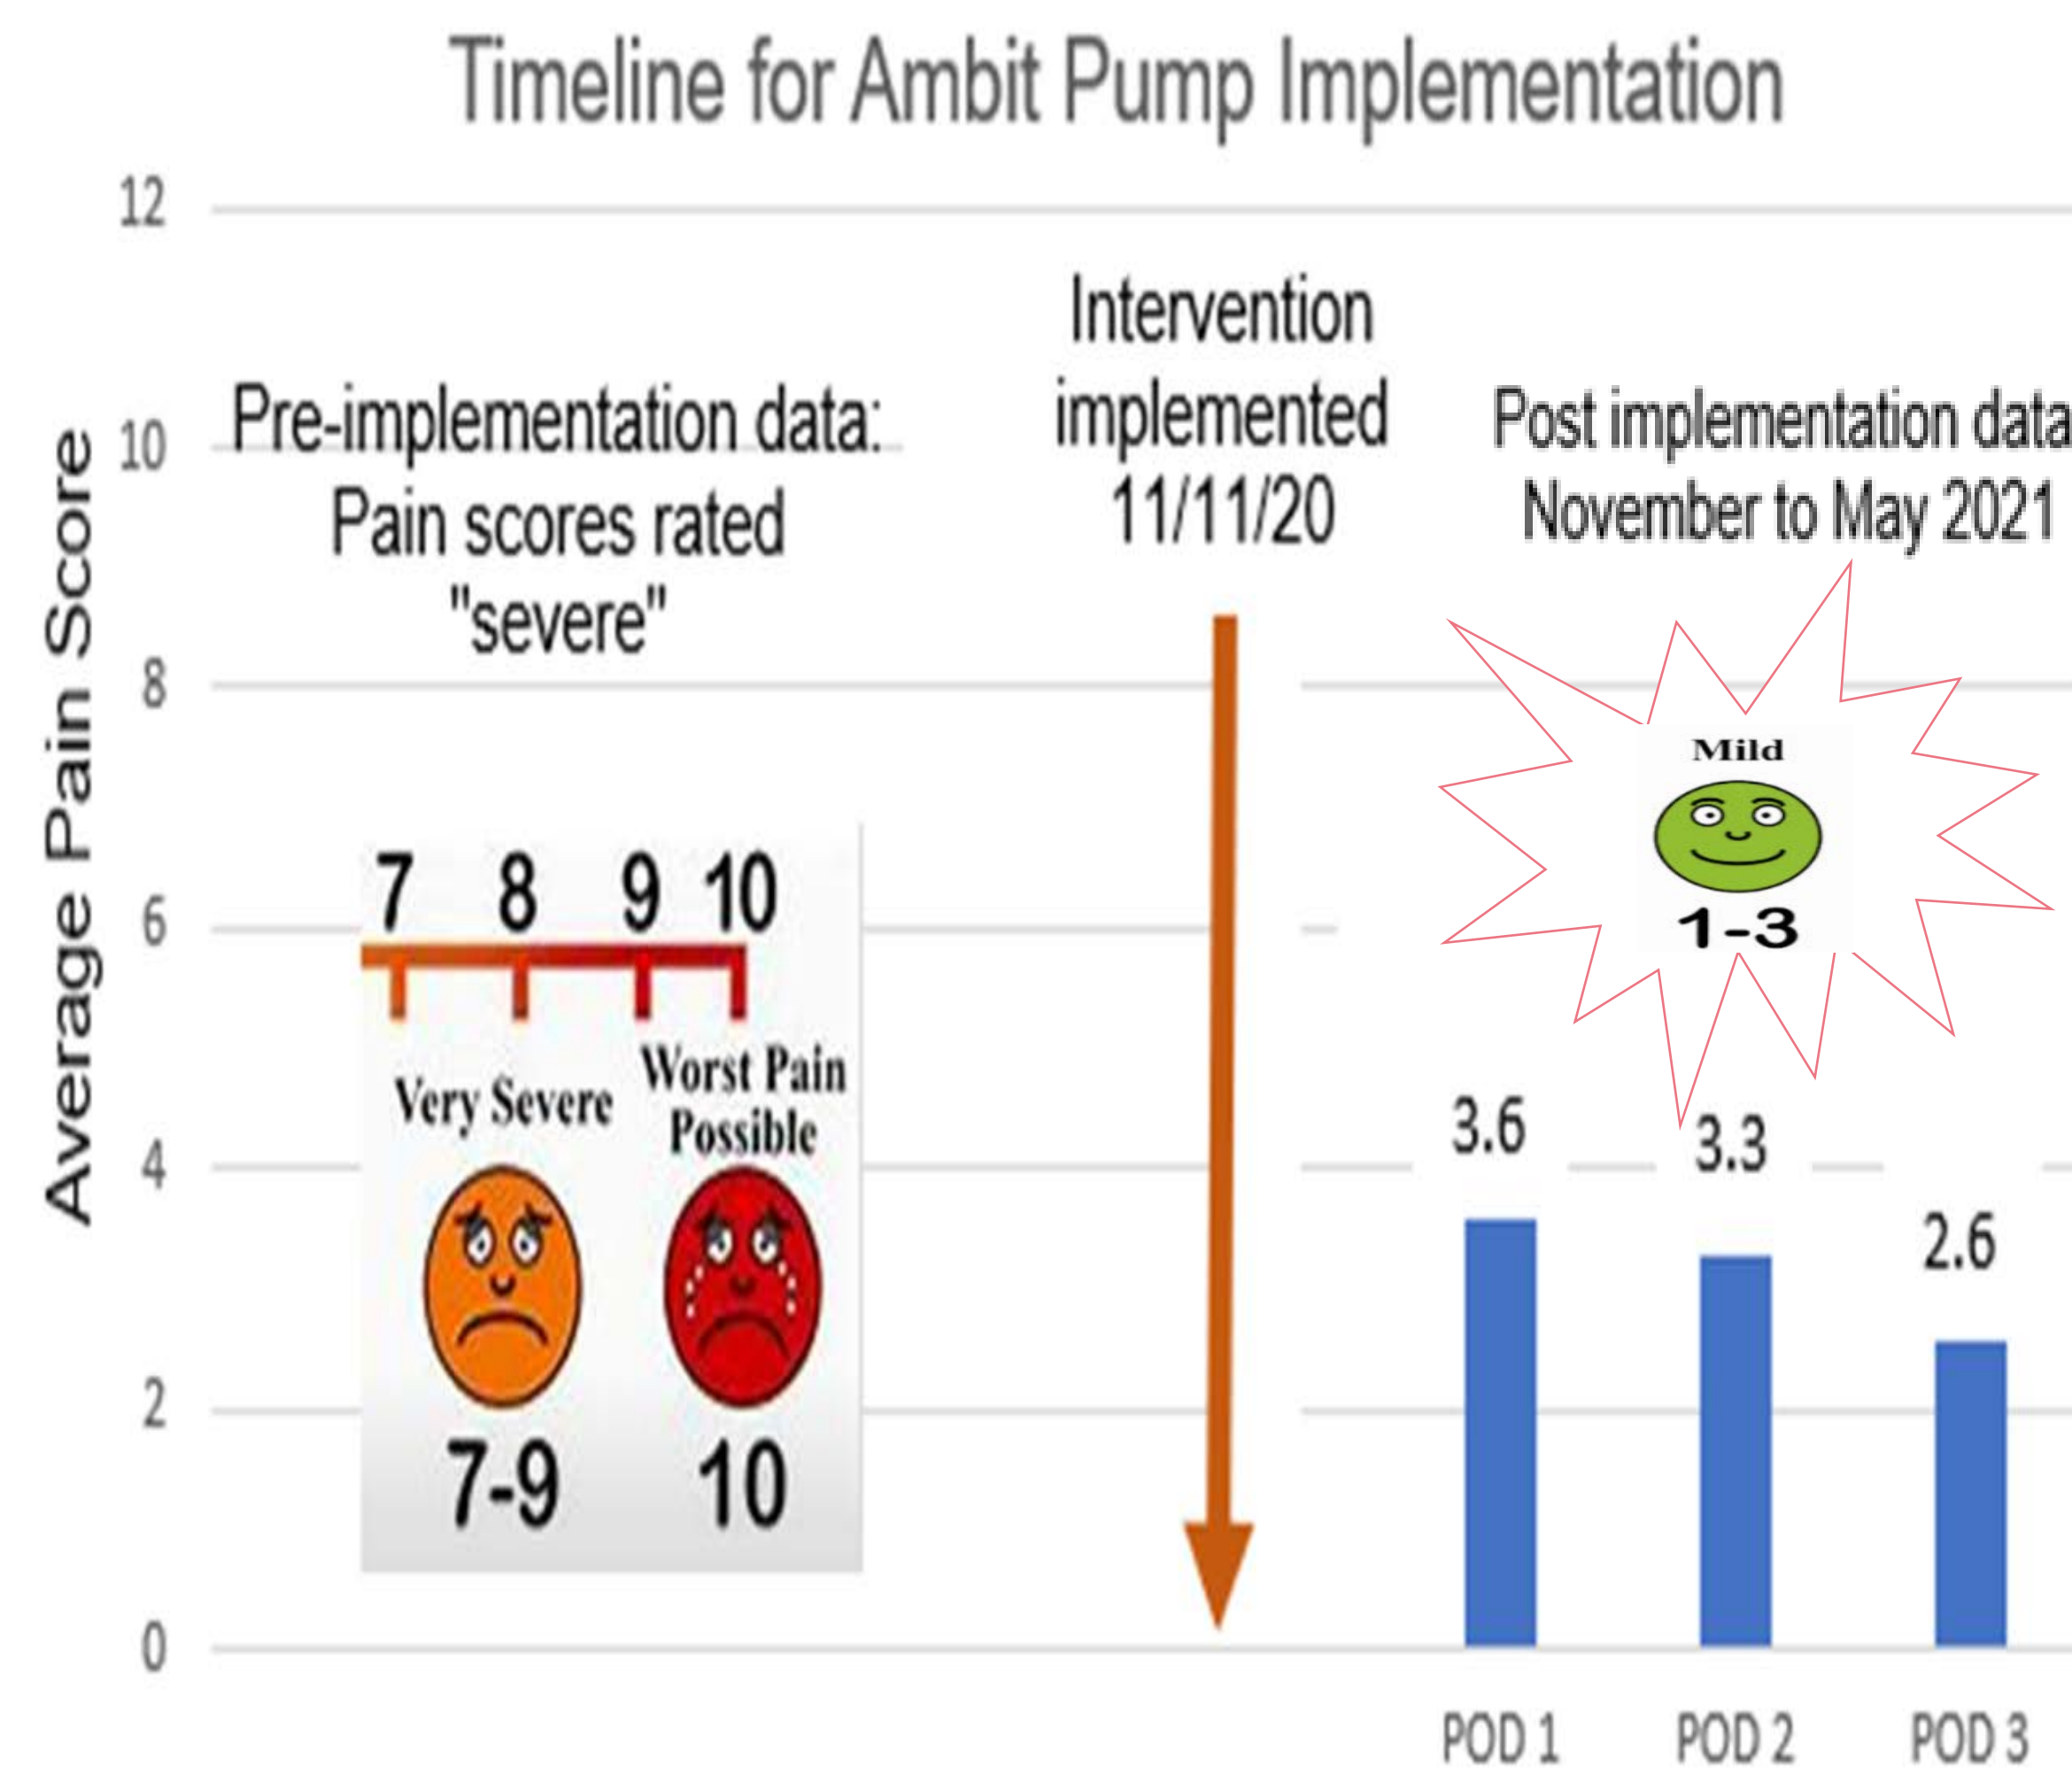 Timeline for Ambit Pump Implementation
12
10
8
6
4
2
0
Average Pain Score
Pre-implementation data:
Pain scores rated
"severe"
7 8 9 10
Very Severe
Worst Pain
Possible
7-9
10
Intervention
implemented
11/11/20
Post implementation data
November to May 2021
Mild
1-3
3.6
3.3
2.6
POD 1
POD 2
POD 3